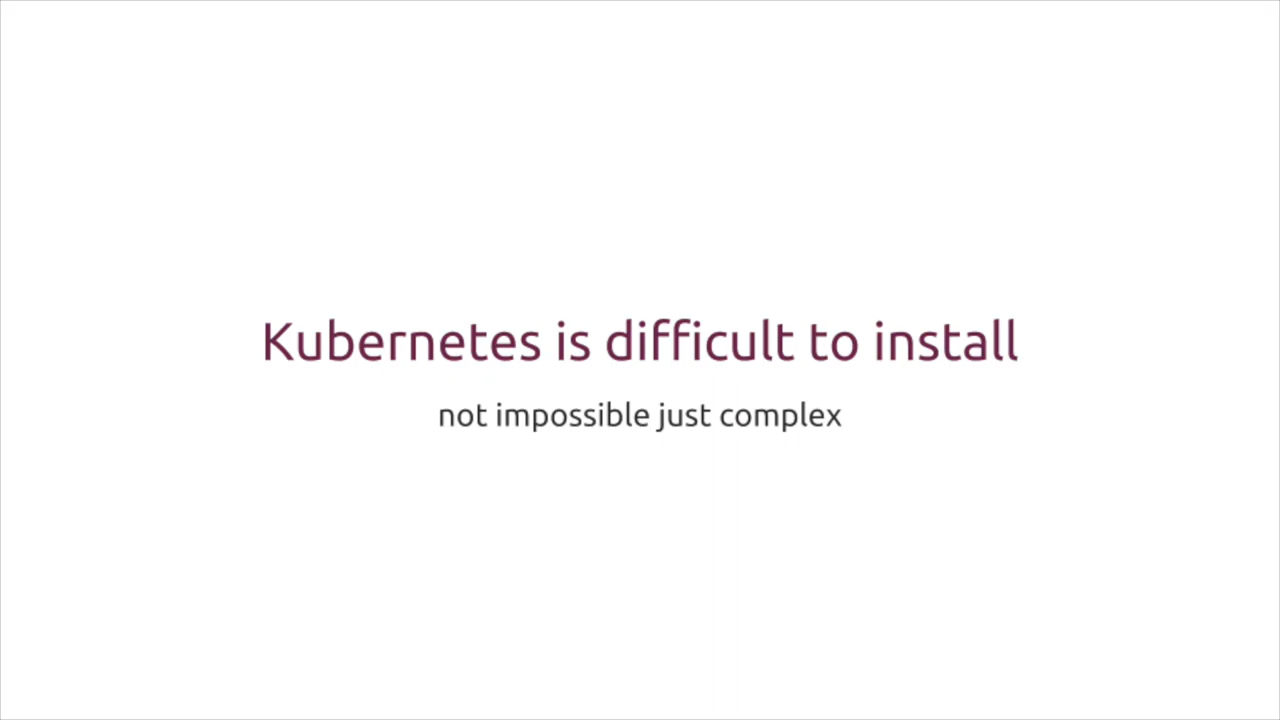 Kubernetes is difficult to install
not impossible just complex